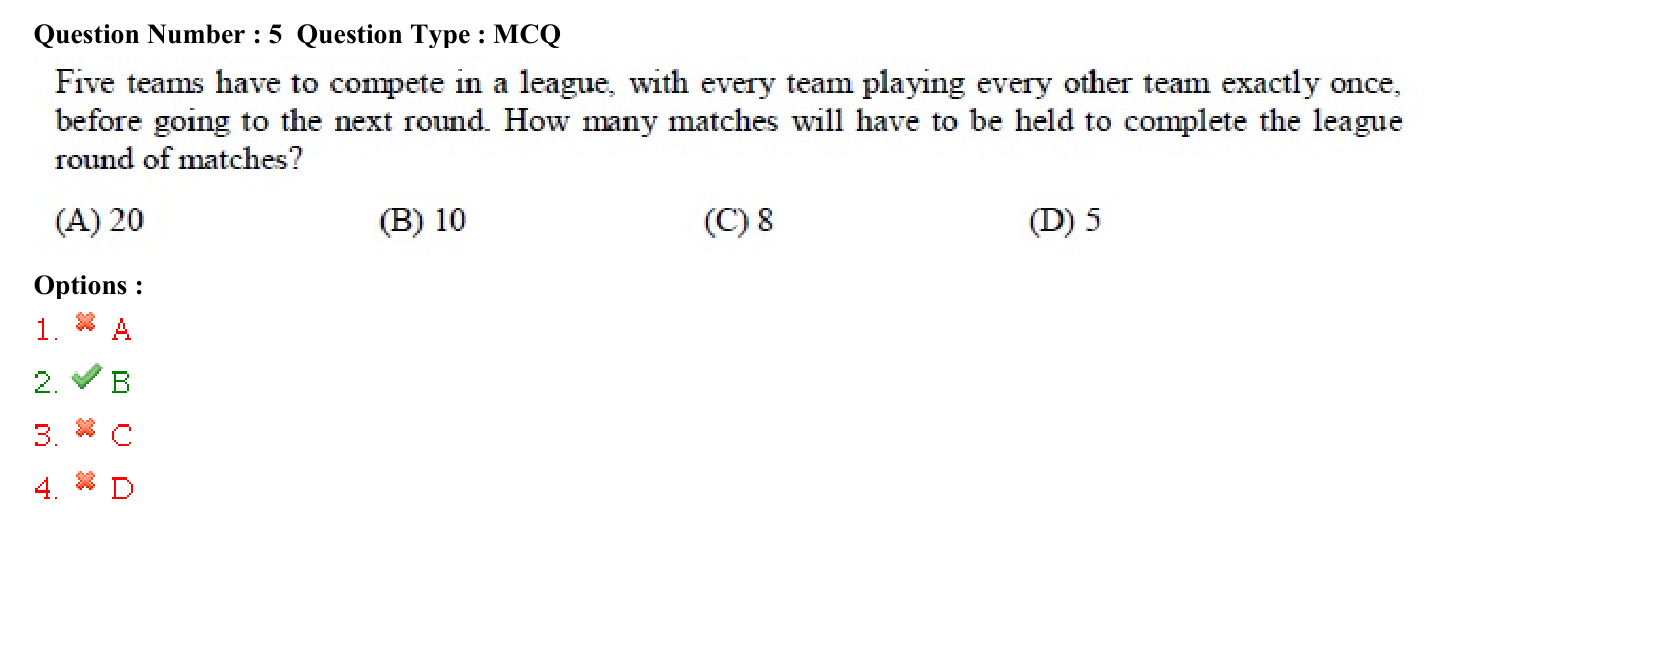 Question Number : 5 Question Type : MCQ
Five teams have to compete in a league, with every team playing every other team exactly once,
before going to the next round. How many matches will have to be held to complete the league
round of matches?
(A) 20 (B) 10 (C) 8 (D) 5
Options :
1. A
2. B
3. C
4. D